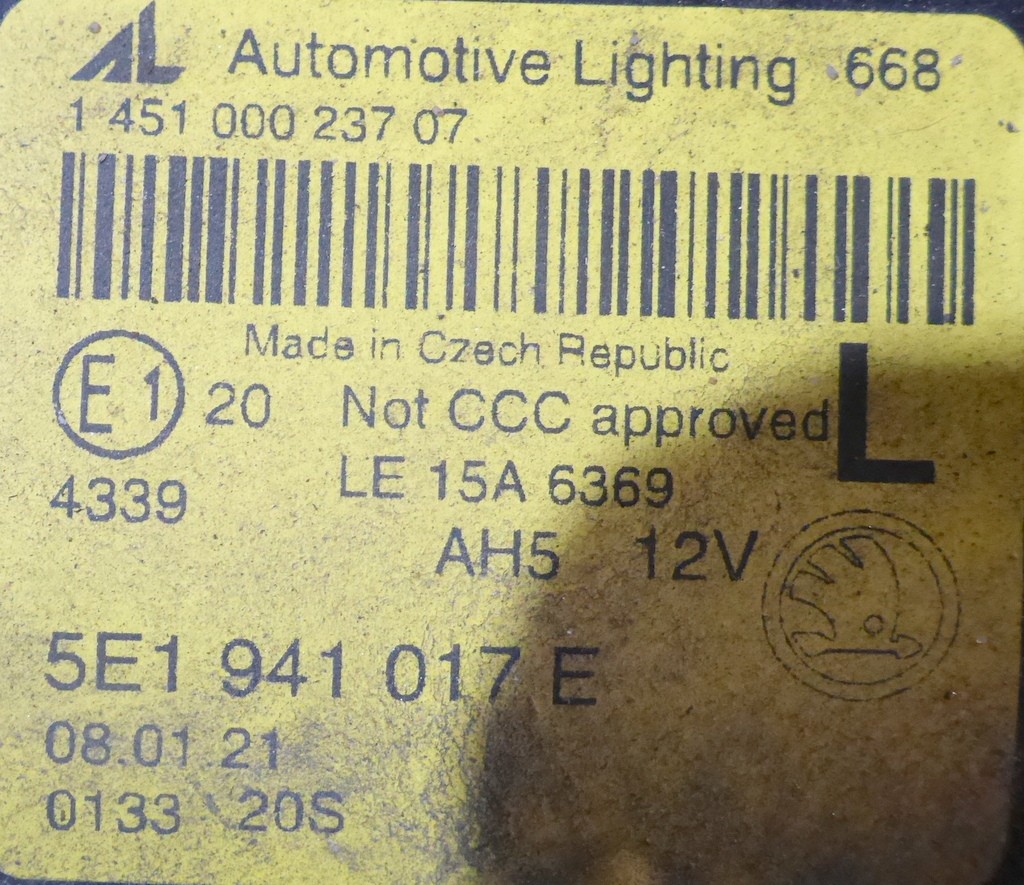 AL Automotive Lighting 668
1 451 000 237 07
Made in Czech Republic
E1 20 Not CCC approved L
4339 LE 15A 6369
AH5 12V
5E1 941 017 E
08.01.21
0133 20S